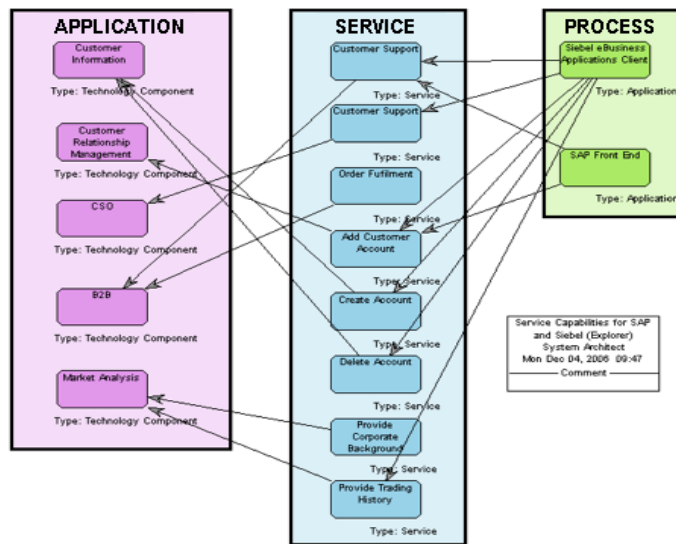 APPLICATION
Customer
Information
Type: Technology Component
Customer
Relationship
Management
Type: Technology Component
CSO
Type: Technology Component
B2B
Type: Technology Component
Market Analysis
Type: Technology Component
SERVICE
Customer Support
Type: Service
Customer Support
Type: Service
Order Fufilment
Type: Service
Add Customer
Account
Type: Service
Create Account
Type: Service
Delete Account
Type: Service
Provide
Corporate
Background
Type: Service
Provide Trading
History
Type: Service
PROCESS
Siebel eBusiness
Applications Client
Type: Application
SAP Front End
Type: Application
Service Capabilities for SAP
and Siebel (Explorer)
System Architect
Mon Dec 04, 2006 09:47
Comment